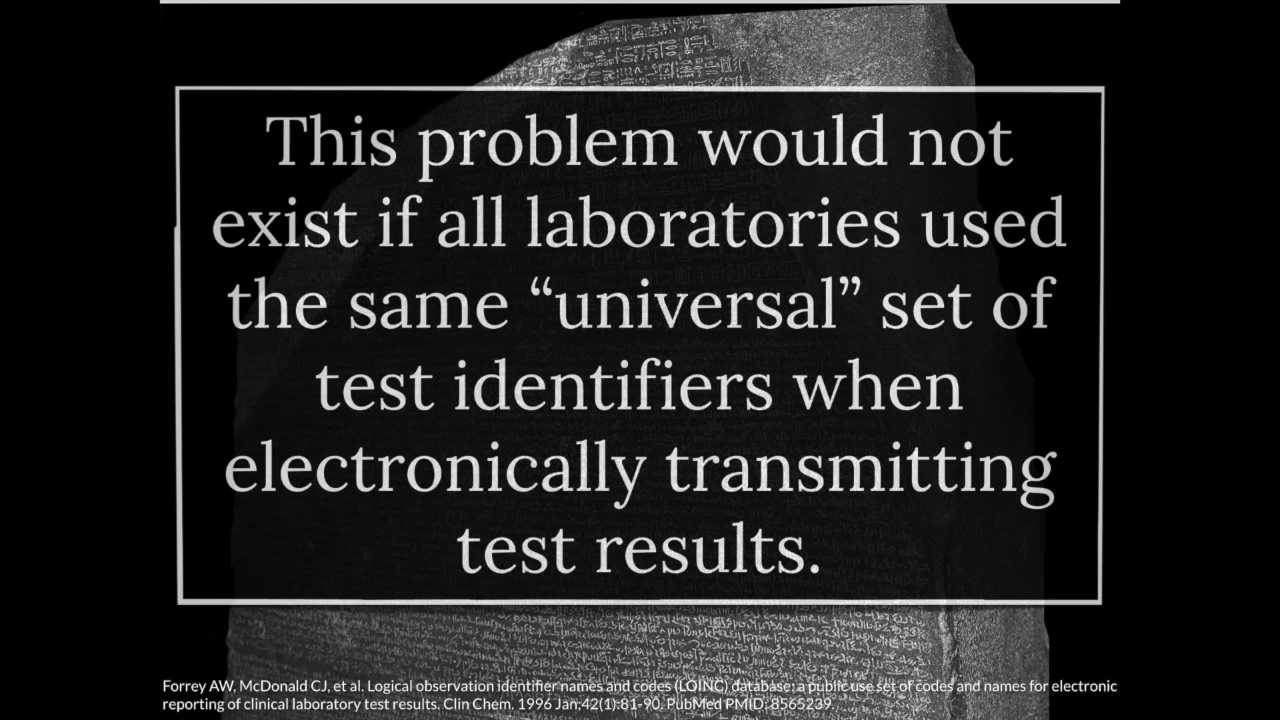 This problem would not
exist if all laboratories used
the same “universal” set of
test identifiers when
electronically transmitting
test results.
Forrey AW, McDonald CJ, et al. Logical observation identifier names and codes (LOINC) database: a public use set of codes and names for electronic
reporting of clinical laboratory test results. Clin Chem. 1996 Jan;42(1):81-90. PubMed PMID: 8565239.